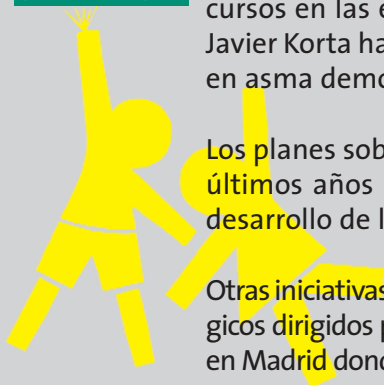 cursos en las e
Javier Korta ha
en asma demo
Los planes sob
últimos años
desarrollo de l
Otras iniciativas
gicos dirigidos p
en Madrid dond